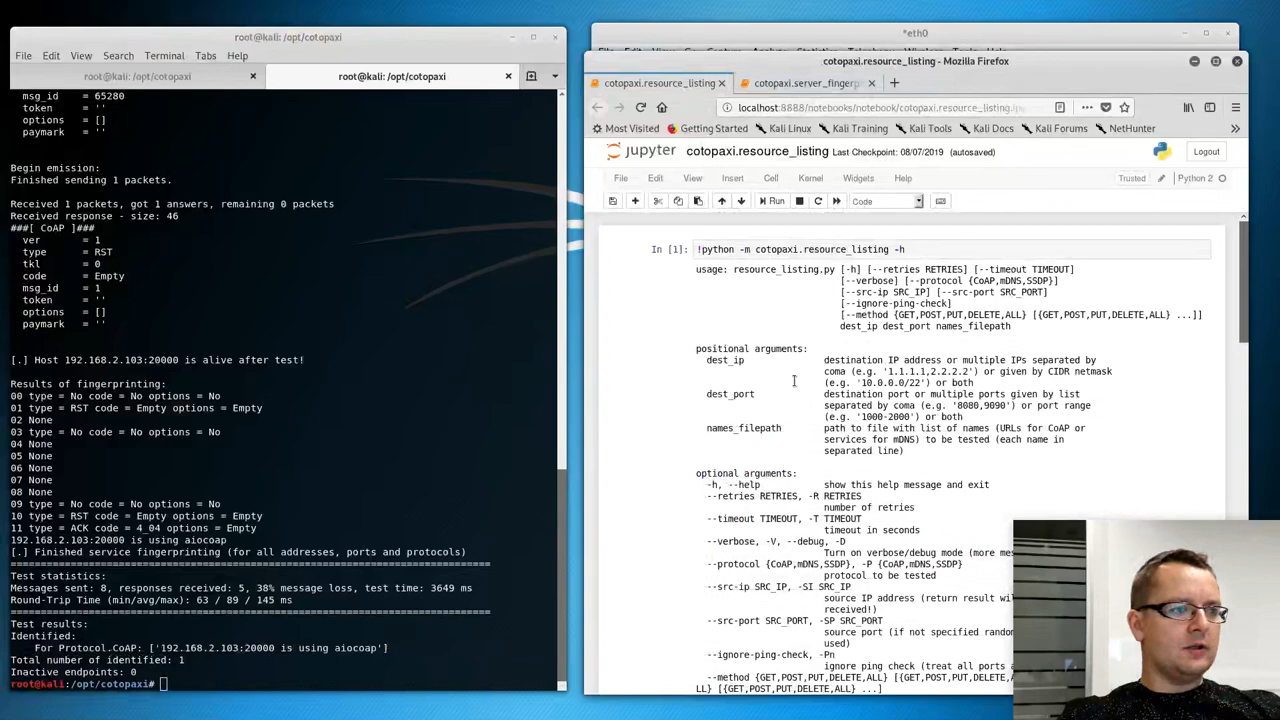 root@kali: /opt/cotopaxi
File Edit View Search Terminal Tabs Help
root@kali: /opt/cotopaxi
root@kali: /opt/cotopaxi
msg_id = 65280
token = ''
options = []
paymark = ''
Begin emission:
Finished sending 1 packets.
Received 1 packets, got 1 answers, remaining 0 packets
Received response - size: 46
###[ CoAP ]###
ver = 1
type = RST
tkl = 0
code = Empty
msg_id = 1
token = ''
options = []
paymark = ''
[.] Host 192.168.2.103:20000 is alive after test!
Results of fingerprinting:
00 type = No code = No options = No
01 type = RST code = Empty options = Empty
02 None
03 type = No code = No options = No
04 None
05 None
06 None
07 None
08 None
09 type = No code = No options = No
10 type = RST code = Empty options = Empty
11 type = ACK code = 4_04 options = Empty
192.168.2.103:20000 is using aiocoap
[.] Finished service fingerprinting (for all addresses, ports and protocols)
================================================================================
Test statistics:
Messages sent: 8, responses received: 5, 38% message loss, test time: 3649 ms
Round-Trip Time (min/avg/max): 63 / 89 / 145 ms
================================================================================
Test results:
Identified:
For Protocol.CoAP: ['192.168.2.103:20000 is using aiocoap']
Total number of identified: 1
Inactive endpoints: 0
root@kali:/opt/cotopaxi#
*eth0
cotopaxi.resource_listing - Mozilla Firefox
cotopaxi.resource_listing
cotopaxi.server_fingerp
localhost:8888/notebooks/notebook/cotopaxi.resource_listing.ip
Most Visited Getting Started Kali Linux Kali Training Kali Tools Kali Docs Kali Forums NetHunter
jupyter cotopaxi.resource_listing Last Checkpoint: 08/07/2019 (autosaved) Logout
File Edit View Insert Cell Kernel Widgets Help Trusted Python 2
Run Code
In [1]: !python -m cotopaxi.resource_listing -h
usage: resource_listing.py [-h] [--retries RETRIES] [--timeout TIMEOUT]
[--verbose] [--protocol {CoAP,mDNS,SSDP}]
[--src-ip SRC_IP] [--src-port SRC_PORT]
[--ignore-ping-check]
[--method {GET,POST,PUT,DELETE,ALL} [{GET,POST,PUT,DELETE,ALL} ...]]
dest_ip dest_port names_filepath
positional arguments:
dest_ip destination IP address or multiple IPs separated by
coma (e.g. '1.1.1.1,2.2.2.2') or given by CIDR netmask
(e.g. '10.0.0.0/22') or both
dest_port destination port or multiple ports given by list
separated by coma (e.g. '8080,9090') or port range
(e.g. '1000-2000') or both
names_filepath path to file with list of names (URLs for CoAP or
services for mDNS) to be tested (each name in
separated line)
optional arguments:
-h, --help show this help message and exit
--retries RETRIES, -R RETRIES
number of retries
--timeout TIMEOUT, -T TIMEOUT
timeout in seconds
--verbose, -V, --debug, -D
Turn on verbose/debug mode (more mes
--protocol {CoAP,mDNS,SSDP}, -P {CoAP,mDNS,SSDP}
protocol to be tested
--src-ip SRC_IP, -SI SRC_IP
source IP address (return result wil
received!)
--src-port SRC_PORT, -SP SRC_PORT
source port (if not specified random
used)
--ignore-ping-check, -Pn
ignore ping check (treat all ports a
--method {GET,POST,PUT,DELETE,ALL} [{GET,POST,PUT,DE
LL} [{GET,POST,PUT,DELETE,ALL} ...]